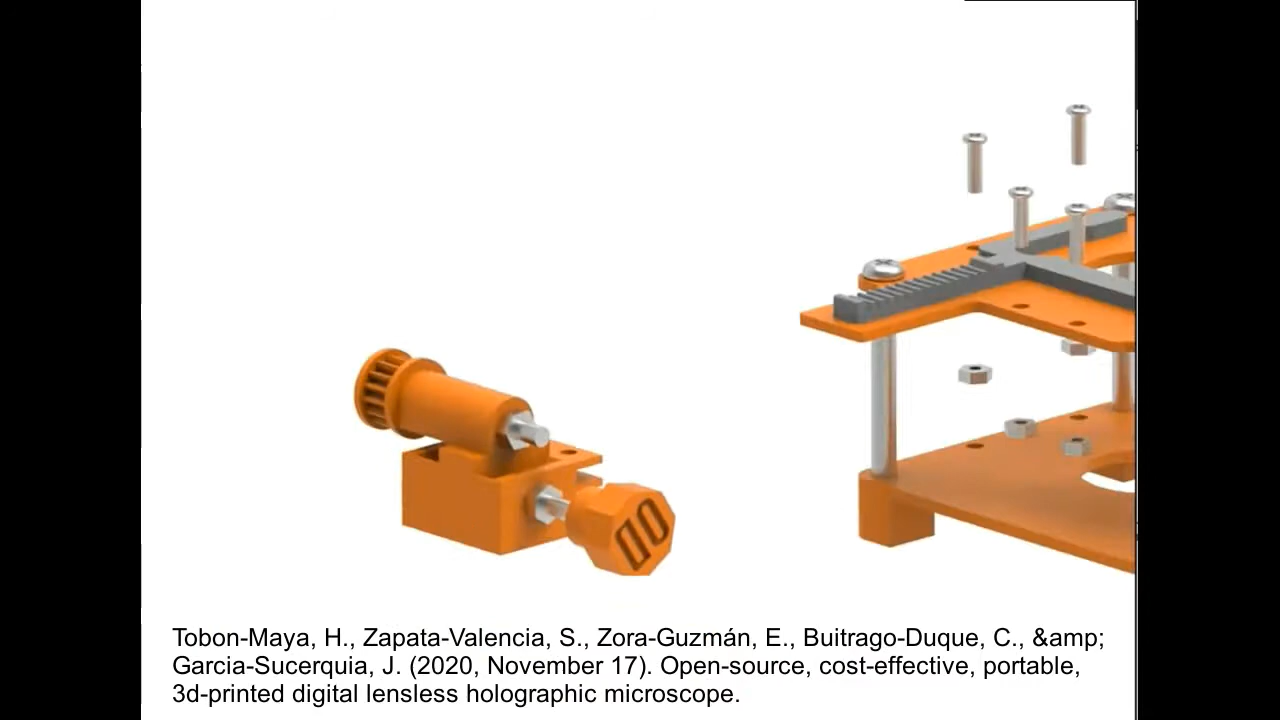 Tobon-Maya, H., Zapata-Valencia, S., Zora-Guzmán, E., Buitrago-Duque, C., &amp;
Garcia-Sucerquia, J. (2020, November 17). Open-source, cost-effective, portable,
3d-printed digital lensless holographic microscope.